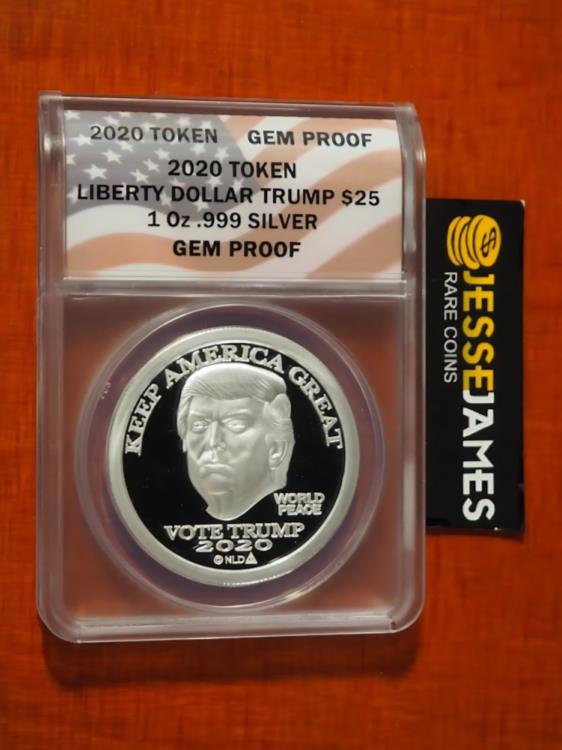 2020 TOKEN GEM PROOF
2020 TOKEN
LIBERTY DOLLAR TRUMP $25
1 Oz .999 SILVER
GEM PROOF
KEEP AMERICA GREAT
WORLD
PEACE
VOTE TRUMP
2020
NLD
$
JESSEJAMES
RARE COINS